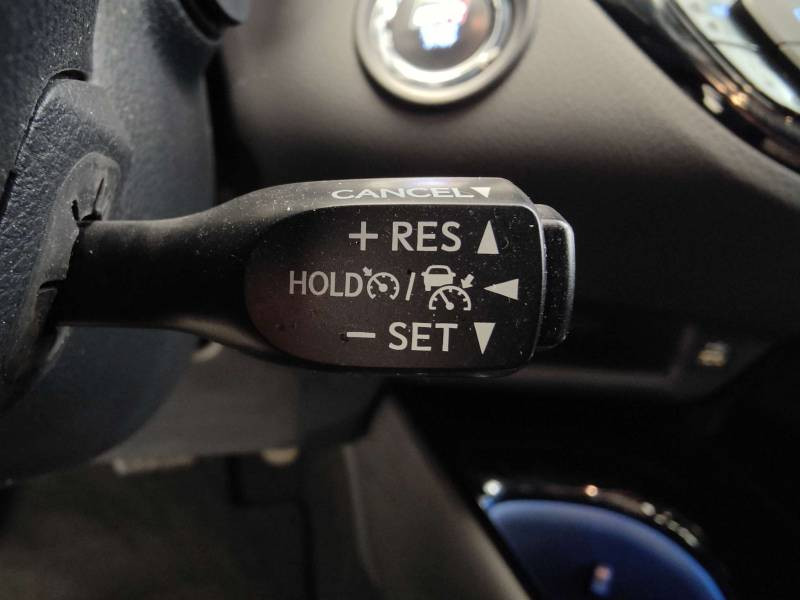 CANCEL▼
+ RES ▲
HOLD / ◀
− SET ▼